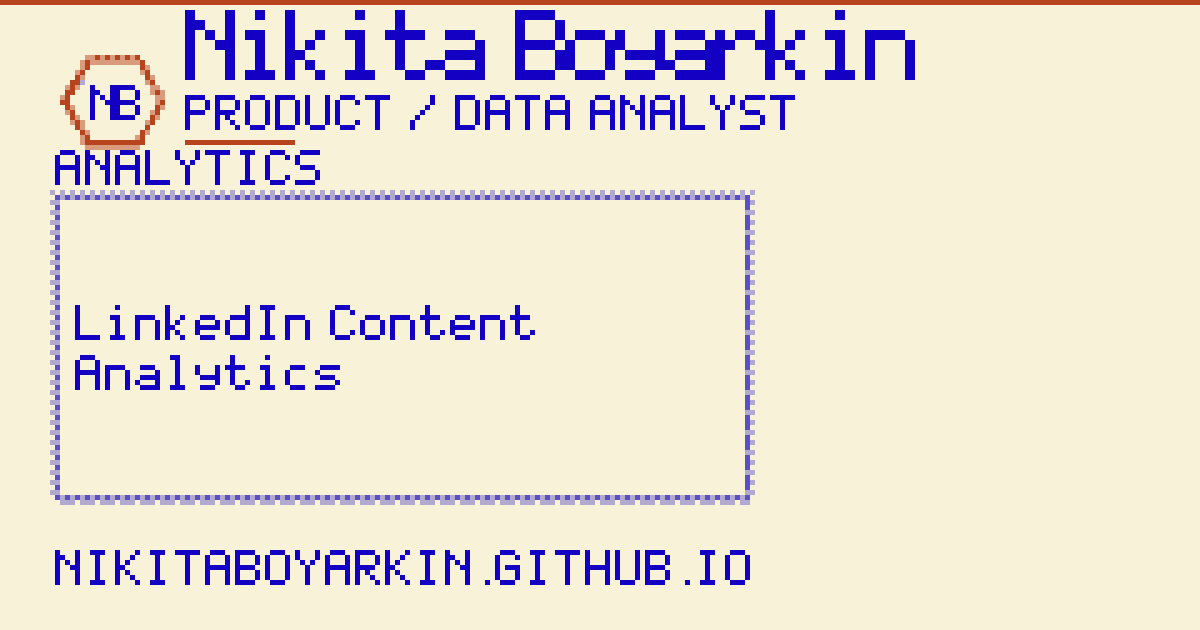 Nikita Boyarkin
NB
PRODUCT / DATA ANALYST
ANALYTICS
LinkedIn Content
Analytics
NIKITABOYARKIN.GITHUB.IO